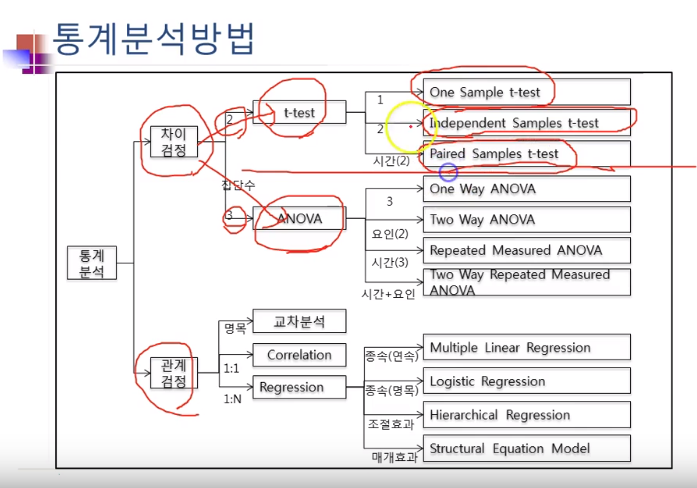 통계분석방법
통계
분석
차이
검정
집단수
2
t-test
1
One Sample t-test
2
Independent Samples t-test
시간(2)
Paired Samples t-test
3
ANOVA
3
One Way ANOVA
요인(2)
Two Way ANOVA
시간(3)
Repeated Measured ANOVA
시간+요인
Two Way Repeated Measured
ANOVA
관계
검정
명목
교차분석
1:1
Correlation
1:N
Regression
종속(연속)
Multiple Linear Regression
종속(명목)
Logistic Regression
조절효과
Hierarchical Regression
매개효과
Structural Equation Model